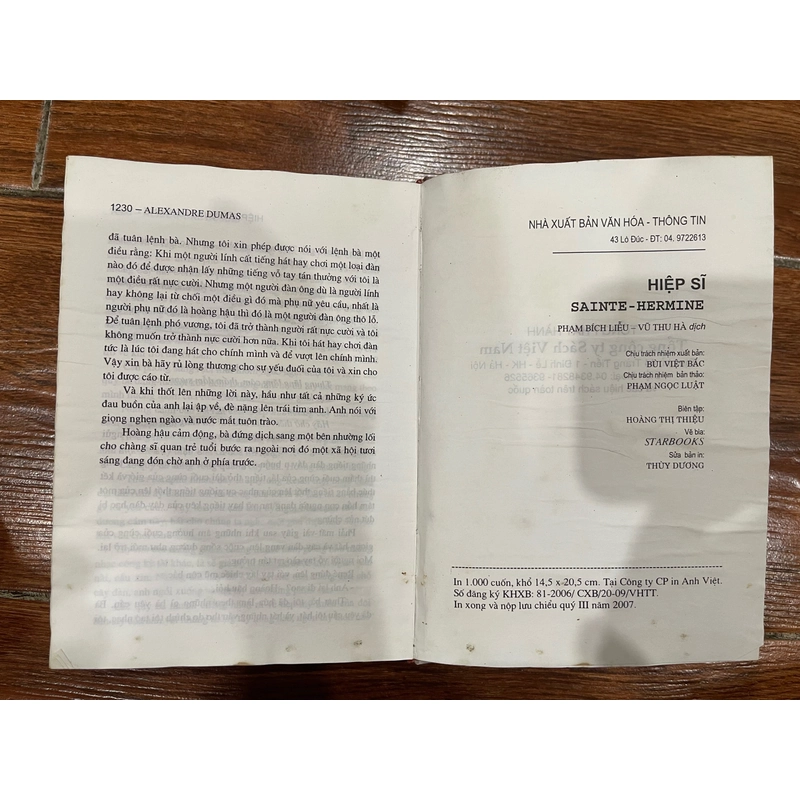 1230 – ALEXANDRE DUMAS
đã tuân lệnh bà. Nhưng tôi xin phép được nói với lệnh bà một
điều rằng: Khi một người lính cất tiếng hát hay chơi một loại đàn
nào đó để được nhận lấy những tiếng vỗ tay tán thưởng với tôi là
một điều rất nực cười. Nhưng một người đàn ông dù là người lính
hay không lại từ chối một điều gì đó mà phụ nữ yêu cầu, nhất là
người phụ nữ đó là hoàng hậu thì đó là một người đàn ông thô lỗ.
Để tuân lệnh phó vương, tôi đã trở thành người rất nực cười và tôi
không muốn trở thành nực cười hơn nữa. Khi tôi hát hay chơi đàn
tức là lúc tôi đang hát cho chính mình và để vượt lên chính mình.
Vậy xin bà hãy rủ lòng thương cho sự yếu đuối của tôi và xin cho
tôi được cáo từ.
Và khi thốt lên những lời này, hầu như tất cả những ký ức
đau buồn của anh lại ập về, đè nặng lên trái tim anh. Anh nói với
giọng nghẹn ngào và nước mắt tuôn trào.
Hoàng hậu cảm động, bà đứng dịch sang một bên nhường lối
cho chàng sĩ quan trẻ tuổi bước ra ngoài nơi đó một xã hội tươi
sáng đang đón chờ anh ở phía trước.
NHÀ XUẤT BẢN VĂN HÓA - THÔNG TIN
43 Lò Đúc - ĐT: 04. 9722613
HIỆP SĨ
SAINTE-HERMINE
PHẠM BÍCH LIỄU – VŨ THU HÀ dịch
Chịu trách nhiệm xuất bản:
BÙI VIỆT BẮC
Chịu trách nhiệm bản thảo:
PHẠM NGỌC LUẬT
Biên tập:
HOÀNG THỊ THIỆU
Vẽ bìa:
STARBOOKS
Sửa bản in:
THÙY DƯƠNG
In 1.000 cuốn, khổ 14,5 x 20,5 cm. Tại Công ty CP in Anh Việt.
Số đăng ký KHXB: 81-2006/ CXB/20-09/VHTT.
In xong và nộp lưu chiểu quý III năm 2007.